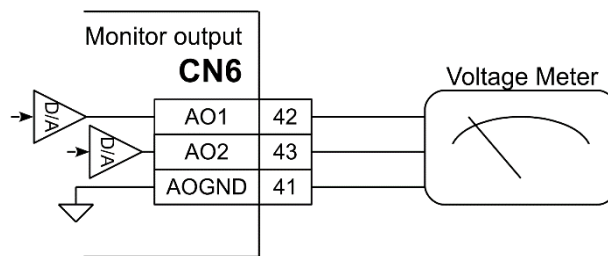 Monitor output
CN6
Voltage Meter
D/A
AO1 42
D/A
AO2 43
AOGND 41